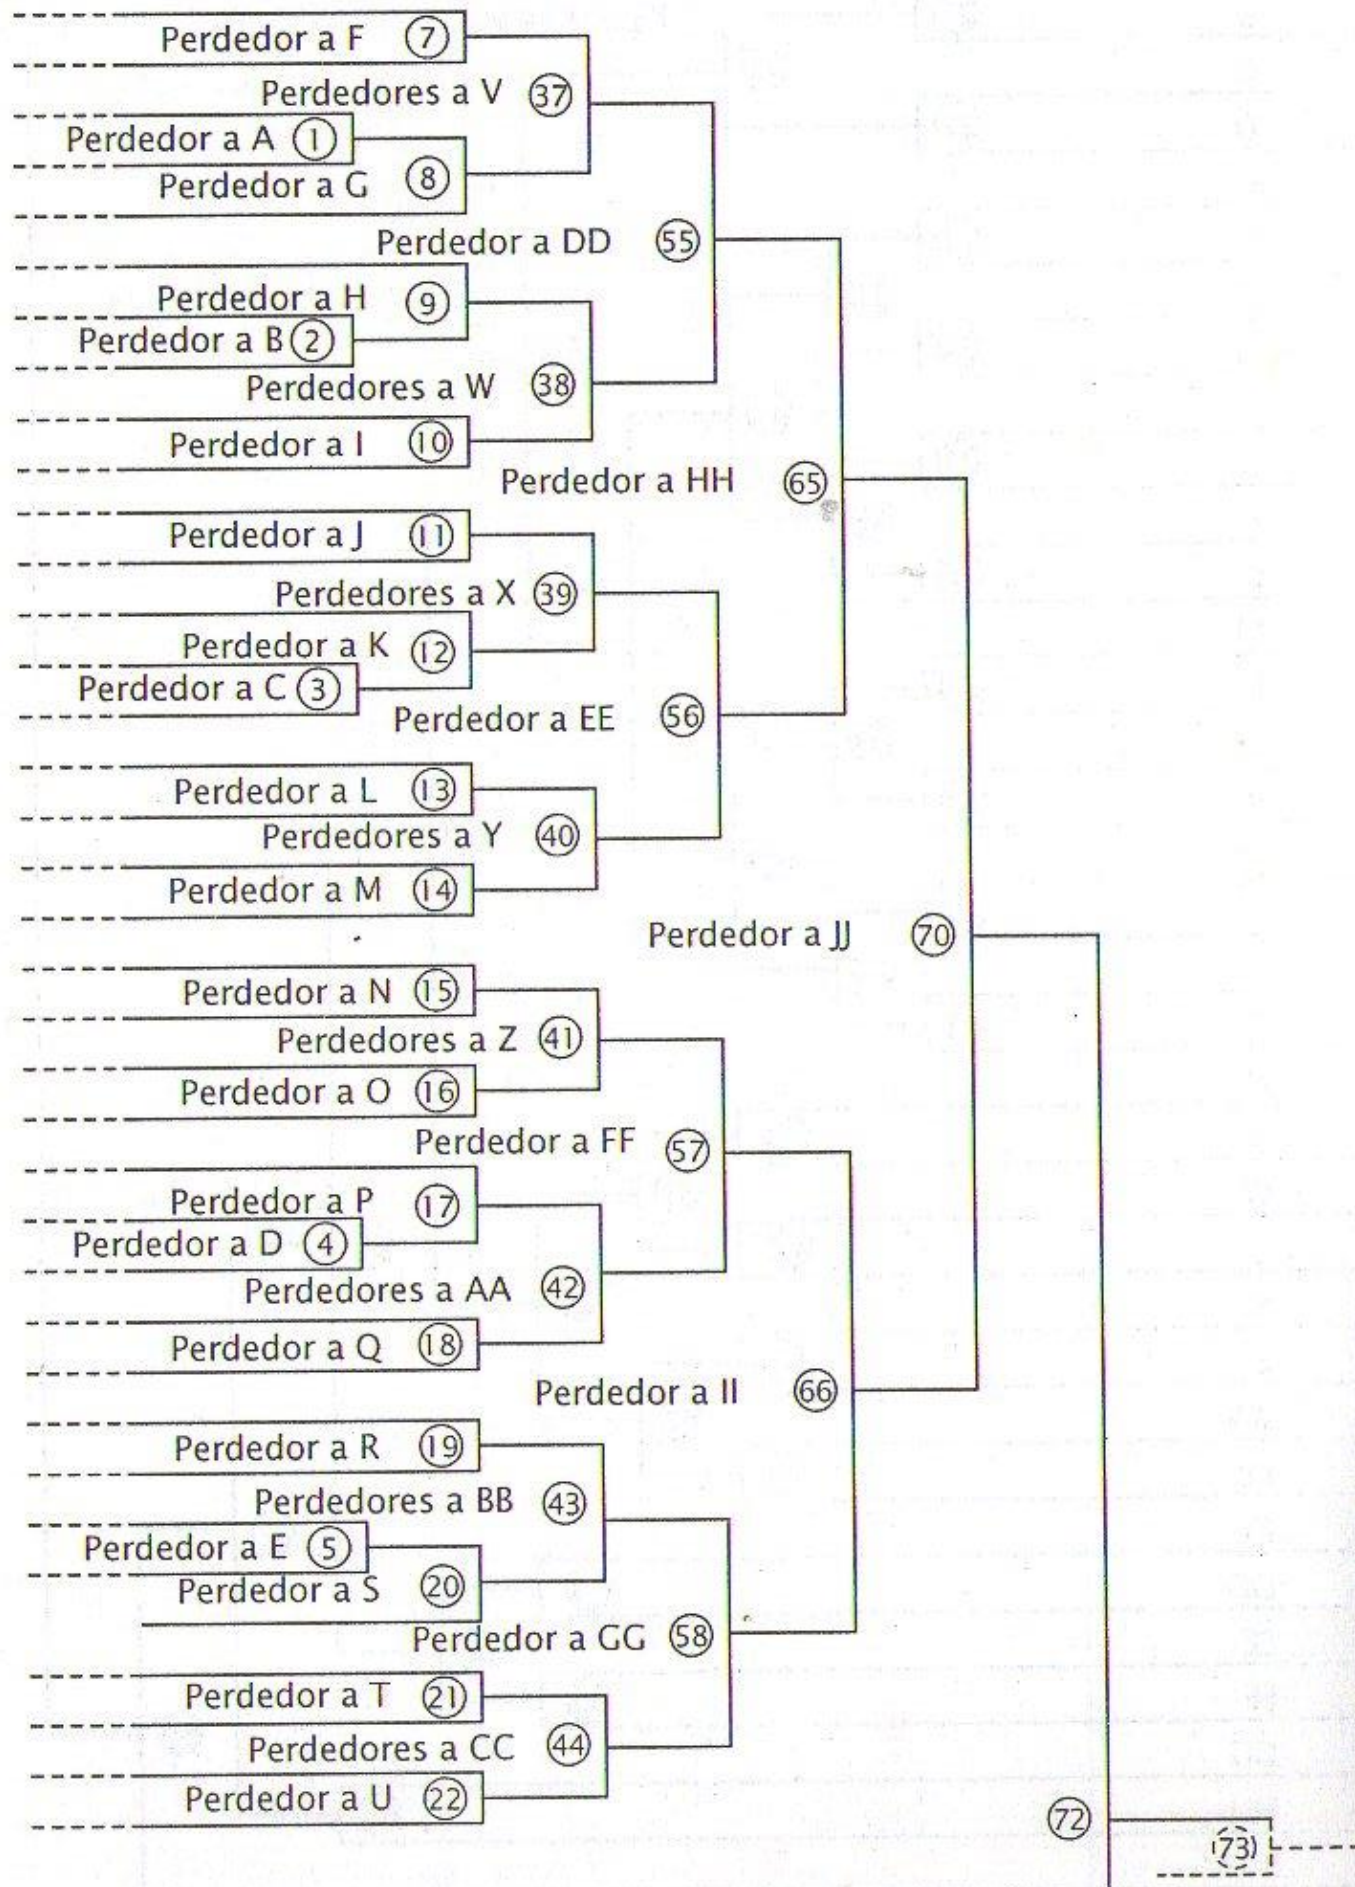 Perdedor a F 7
Perdedores a V 37
Perdedor a A 1
Perdedor a G 8
Perdedor a DD 55
Perdedor a H 9
Perdedor a B 2
Perdedores a W 38
Perdedor a I 10
Perdedor a HH 65
Perdedor a J 11
Perdedores a X 39
Perdedor a K 12
Perdedor a C 3
Perdedor a EE 56
Perdedor a L 13
Perdedores a Y 40
Perdedor a M 14
Perdedor a JJ 70
Perdedor a N 15
Perdedores a Z 41
Perdedor a O 16
Perdedor a FF 57
Perdedor a P 17
Perdedor a D 4
Perdedores a AA 42
Perdedor a Q 18
Perdedor a II 66
Perdedor a R 19
Perdedores a BB 43
Perdedor a E 5
Perdedor a S 20
Perdedor a GG 58
Perdedor a T 21
Perdedores a CC 44
Perdedor a U 22
72
73